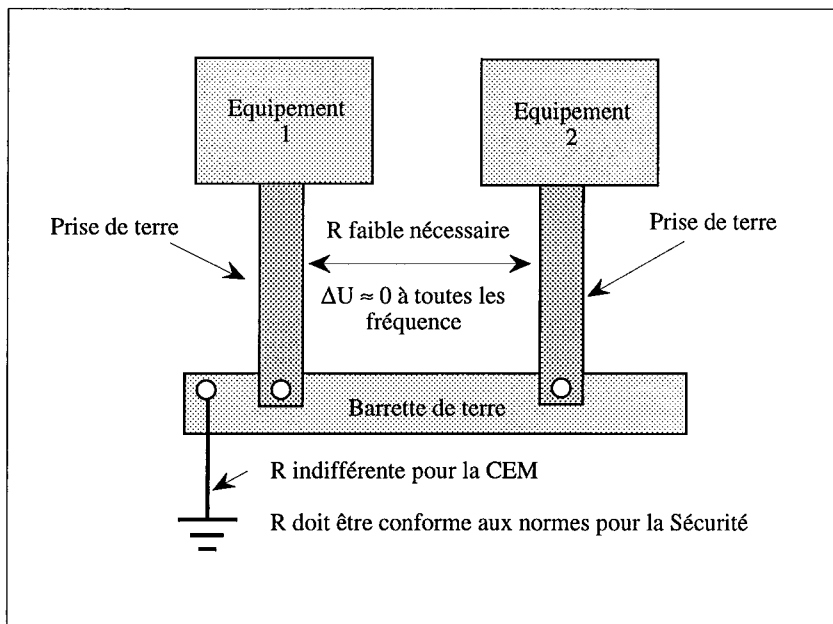 Equipement
1
Equipement
2
Prise de terre
R faible nécessaire
Prise de terre
ΔU ≈ 0 à toutes les
fréquence
Barrette de terre
R indifférente pour la CEM
R doit être conforme aux normes pour la Sécurité